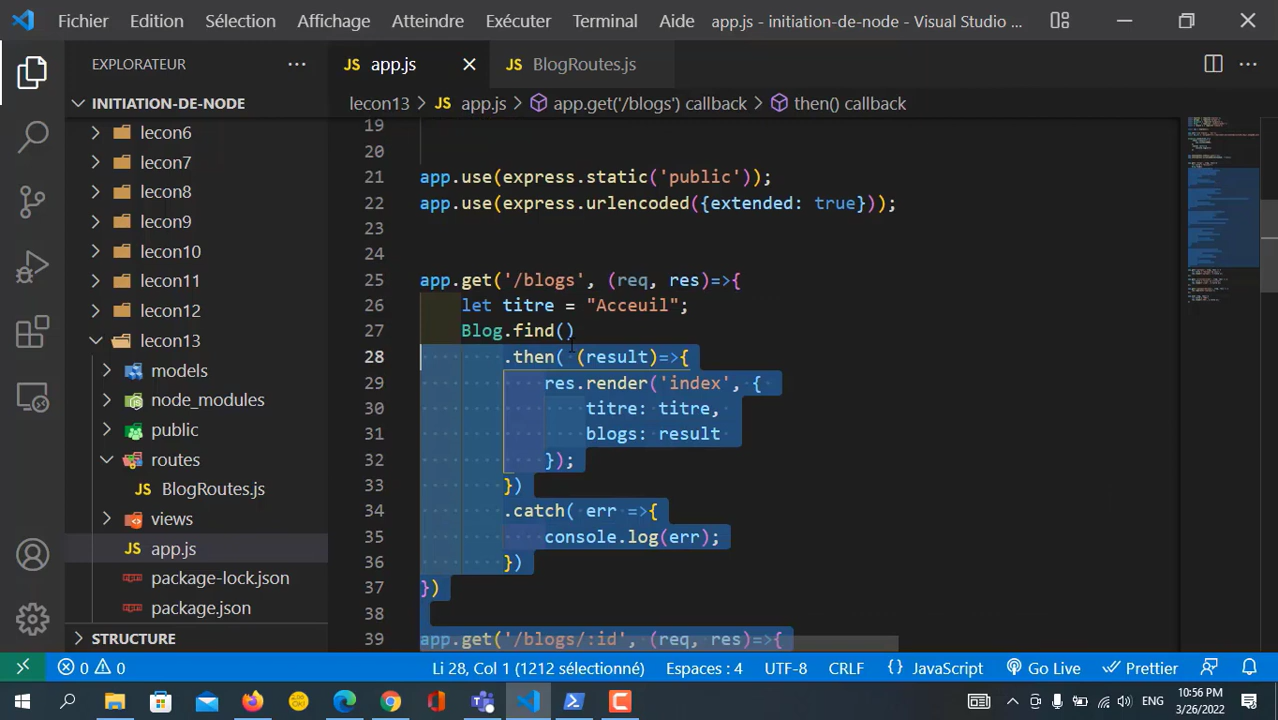 Fichier Edition Sélection Affichage Atteindre Exécuter Terminal Aide app.js - initiation-de-node - Visual Studio ...
EXPLORATEUR
JS app.js
JS BlogRoutes.js
INITIATION-DE-NODE
lecon13 > JS app.js > app.get('/blogs') callback > then() callback
lecon6
lecon7
lecon8
lecon9
lecon10
lecon11
lecon12
lecon13
models
node_modules
public
routes
JS BlogRoutes.js
views
JS app.js
package-lock.json
package.json
STRUCTURE
19
20
21 app.use(express.static('public'));
22 app.use(express.urlencoded({extended: true}));
23
24
25 app.get('/blogs', (req, res)=>{
26 let titre = "Acceuil";
27 Blog.find()
28 .then( (result)=>{
29 res.render('index', {
30 titre: titre,
31 blogs: result
32 });
33 })
34 .catch( err =>{
35 console.log(err);
36 })
37 })
38
39 app.get('/blogs/:id', (req, res)=>{
0 0 Li 28, Col 1 (1212 sélectionné) Espaces : 4 UTF-8 CRLF {} JavaScript Go Live Prettier
ENG
10:56 PM
3/26/2022